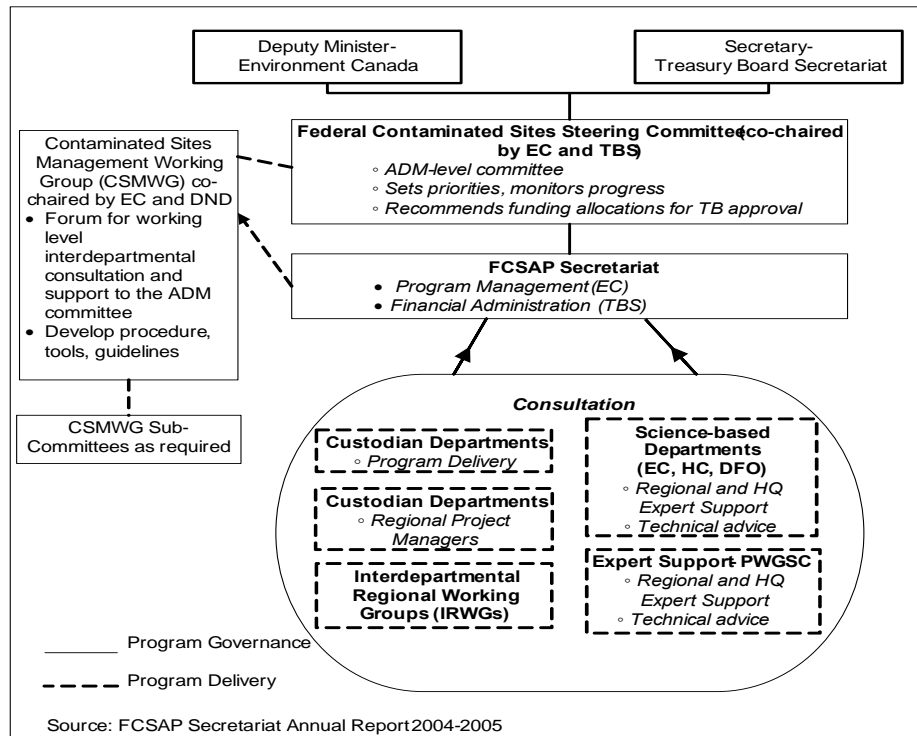 Deputy Minister-
Environment Canada
Secretary-
Treasury Board Secretariat
Contaminated Sites
Management Working
Group (CSMWG) co-
chaired by EC and DND
• Forum for working
level
interdepartmental
consultation and
support to the ADM
committee
• Develop procedure,
tools, guidelines
Federal Contaminated Sites Steering Committee(co-chaired
by EC and TBS)
◦ ADM-level committee
◦ Sets priorities, monitors progress
◦ Recommends funding allocations for TB approval
FCSAP Secretariat
• Program Management (EC)
• Financial Administration (TBS)
CSMWG Sub-
Committees as required
Consultation
Custodian Departments
◦ Program Delivery
Custodian Departments
◦ Regional Project
Managers
Interdepartmental
Regional Working
Groups (IRWGs)
Science-based
Departments
(EC, HC, DFO)
◦ Regional and HQ
Expert Support
◦ Technical advice
Expert Support- PWGSC
◦ Regional and HQ
Expert Support
◦ Technical advice
Program Governance
Program Delivery
Source: FCSAP Secretariat Annual Report 2004-2005